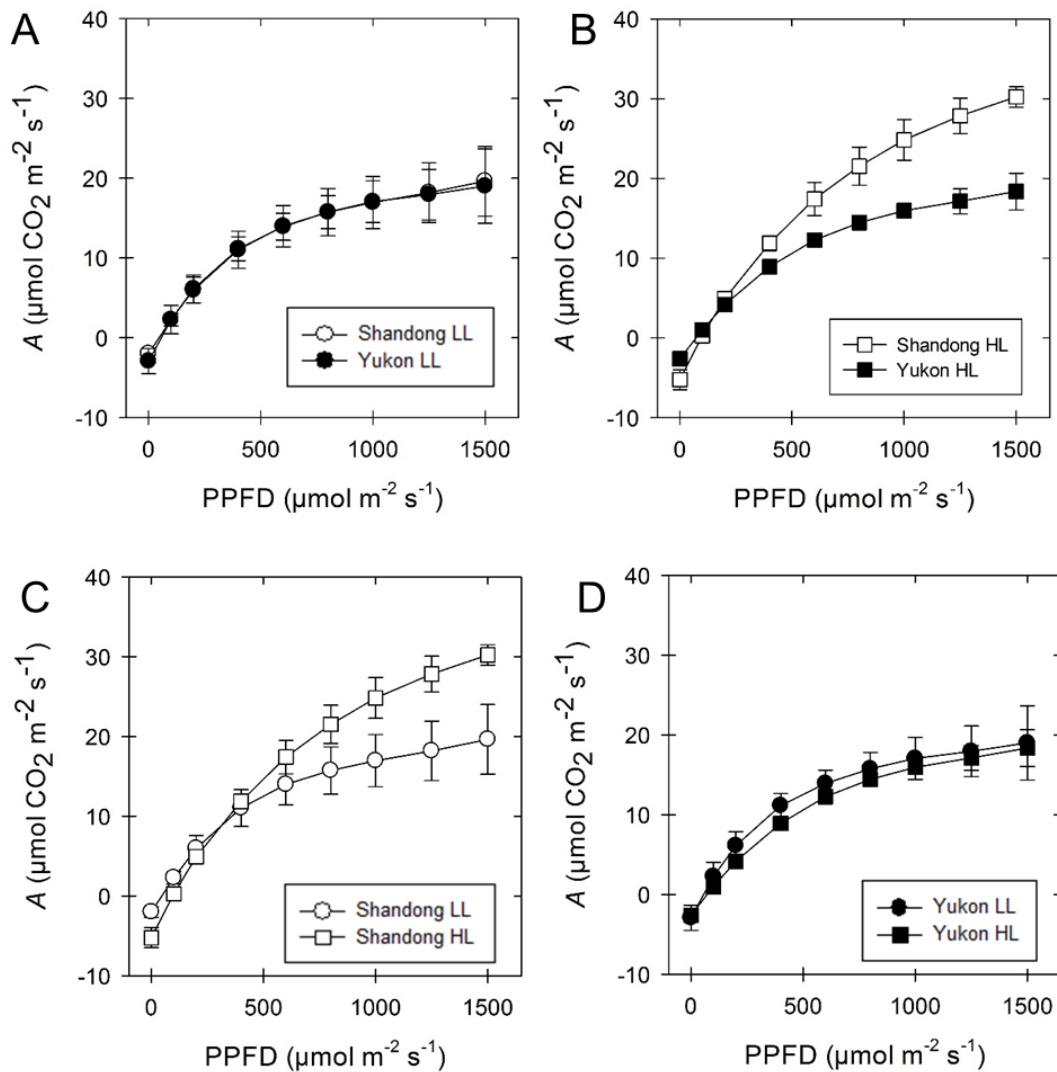 A
A (µmol CO2 m-2 s-1)
40
30
20
10
0
-10
0 500 1000 1500
PPFD (µmol m-2 s-1)
Shandong LL
Yukon LL
B
A (µmol CO2 m-2 s-1)
40
30
20
10
0
-10
0 500 1000 1500
PPFD (µmol m-2 s-1)
Shandong HL
Yukon HL
C
A (µmol CO2 m-2 s-1)
40
30
20
10
0
-10
0 500 1000 1500
PPFD (µmol m-2 s-1)
Shandong LL
Shandong HL
D
A (µmol CO2 m-2 s-1)
40
30
20
10
0
-10
0 500 1000 1500
PPFD (µmol m-2 s-1)
Yukon LL
Yukon HL